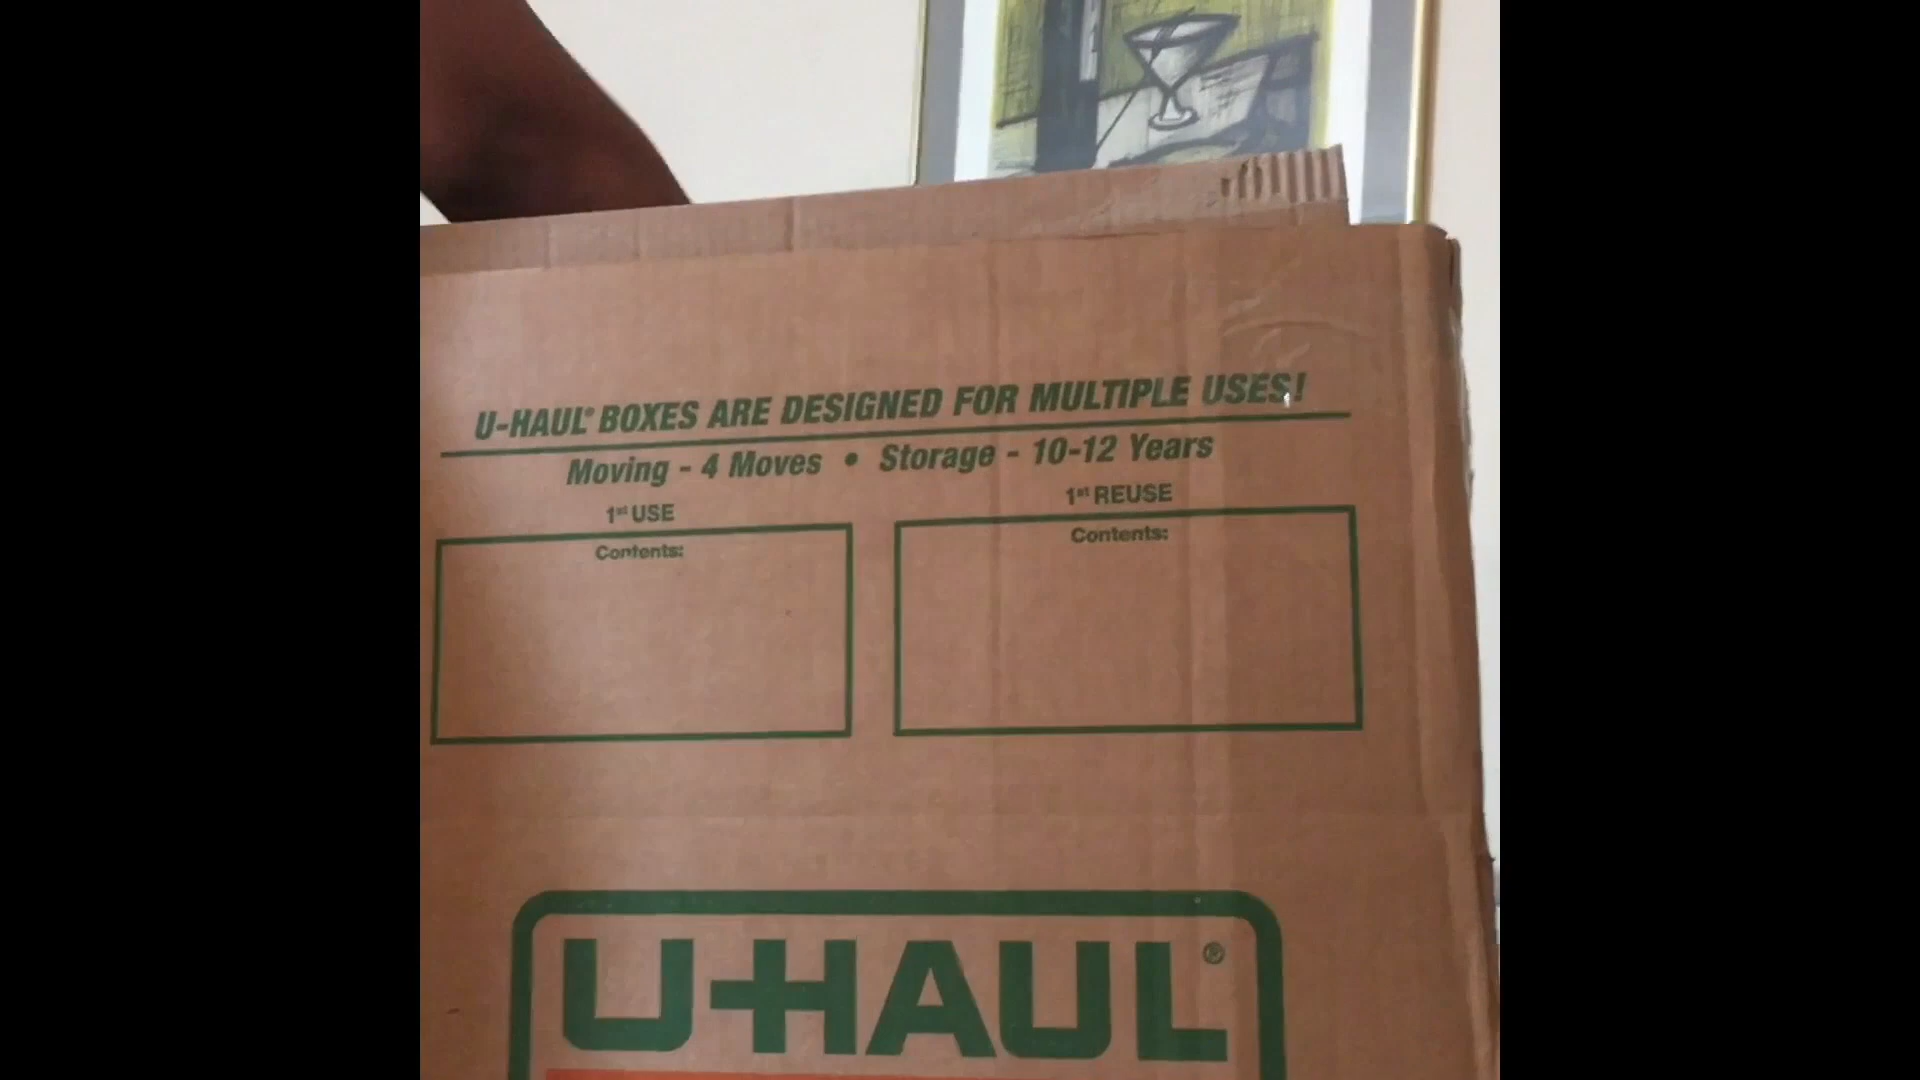 U-HAUL® BOXES ARE DESIGNED FOR MULTIPLE USES!
Moving - 4 Moves • Storage - 10-12 Years
1st USE
1st REUSE
Contents:
Contents:
U-HAUL®